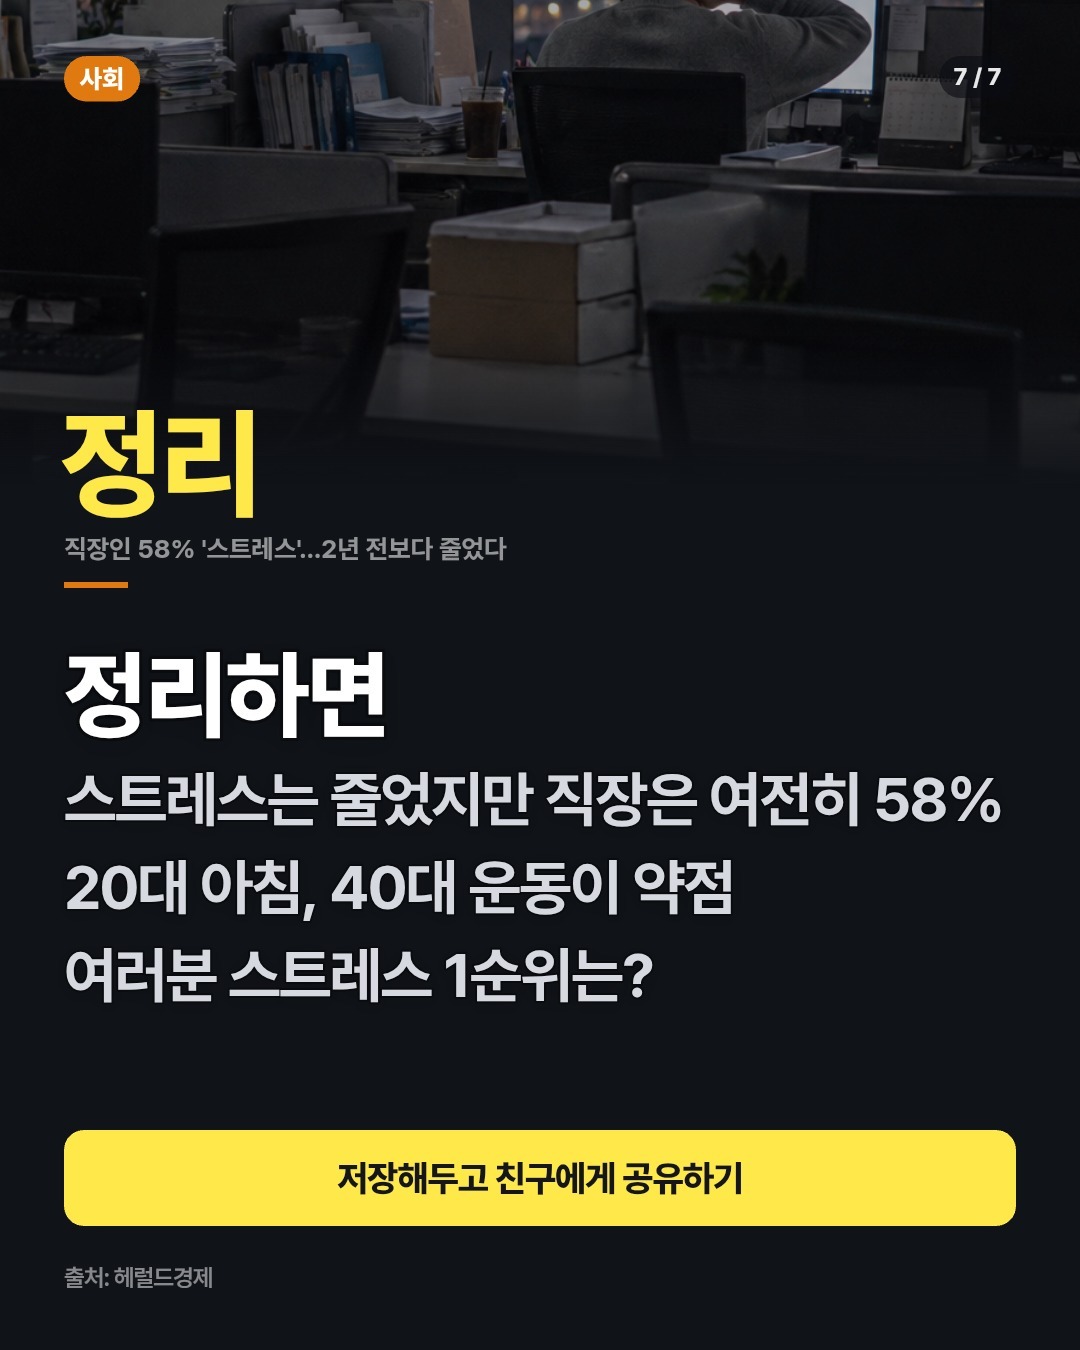 사회
7 / 7
정리
직장인 58% '스트레스'...2년 전보다 줄었다
정리하면
스트레스는 줄었지만 직장은 여전히 58%
20대 아침, 40대 운동이 약점
여러분 스트레스 1순위는?
저장해두고 친구에게 공유하기
출처: 헤럴드경제